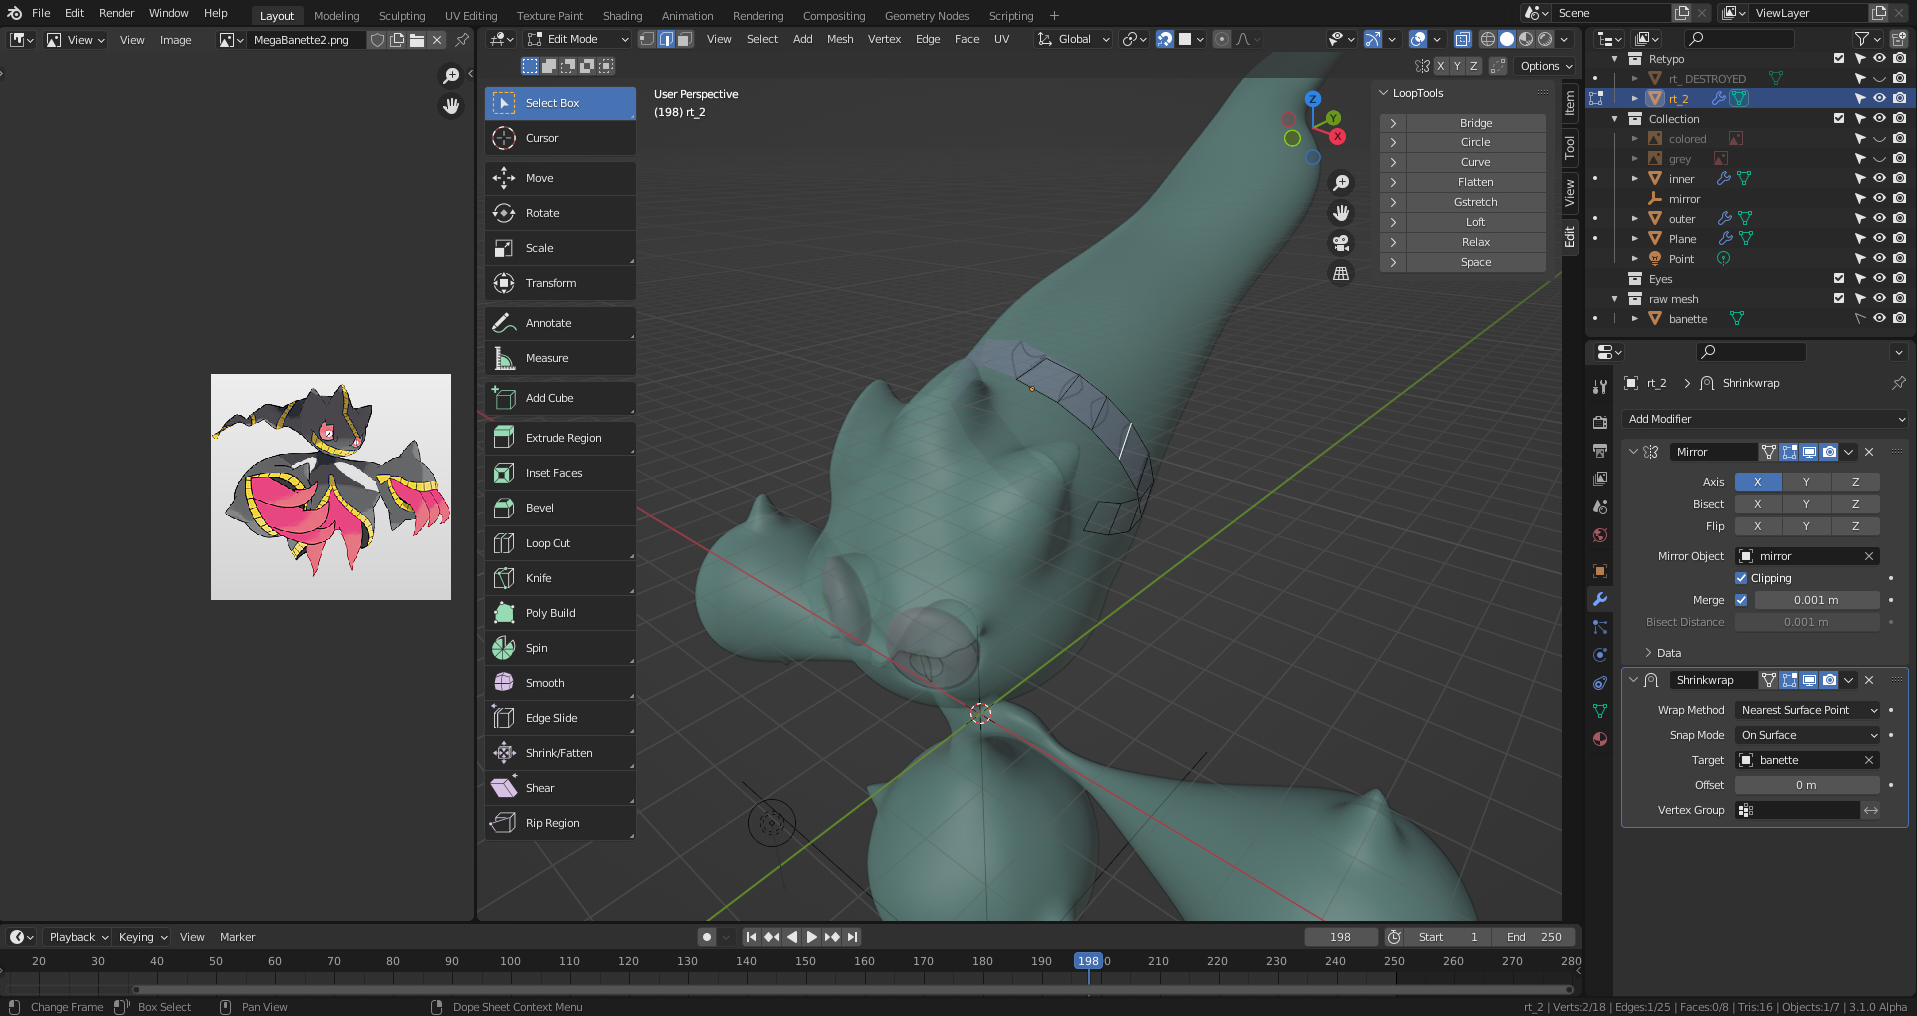 File Edit Render Window Help
Layout Modeling Sculpting UV Editing Texture Paint Shading Animation Rendering Compositing Geometry Nodes Scripting +
Scene
ViewLayer
View View Image MegaBanette2.png
Edit Mode View Select Add Mesh Vertex Edge Face UV Global
X Y Z Options
User Perspective
(198) rt_2
Select Box
Cursor
Move
Rotate
Scale
Transform
Annotate
Measure
Add Cube
Extrude Region
Inset Faces
Bevel
Loop Cut
Knife
Poly Build
Spin
Smooth
Edge Slide
Shrink/Fatten
Shear
Rip Region
Z
Y
X
LoopTools
Bridge
Circle
Curve
Flatten
Gstretch
Loft
Relax
Space
Item
Tool
View
Edit
Retypo
rt_DESTROYED
rt_2
Collection
colored
grey
inner
mirror
outer
Plane
Point
Eyes
raw mesh
banette
rt_2 Shrinkwrap
Add Modifier
Mirror
Axis X Y Z
Bisect X Y Z
Flip X Y Z
Mirror Object mirror
Clipping
Merge 0.001 m
Bisect Distance 0.001 m
Data
Shrinkwrap
Wrap Method Nearest Surface Point
Snap Mode On Surface
Target banette
Offset 0 m
Vertex Group
Playback Keying View Marker
198 Start 1 End 250
20 30 40 50 60 70 80 90 100 110 120 130 140 150 160 170 180 190 198 210 220 230 240 250 260 270 280
Change Frame Box Select Pan View Dope Sheet Context Menu
rt_2 | Verts:2/18 | Edges:1/25 | Faces:0/8 | Tris:16 | Objects:1/7 | 3.1.0 Alpha